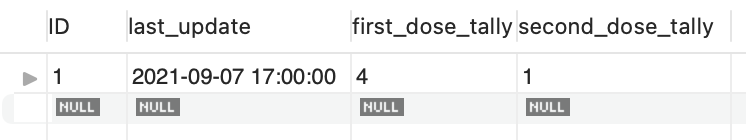 ID last_update first_dose_tally second_dose_tally
1 2021-09-07 17:00:00 4 1
NULL NULL NULL NULL